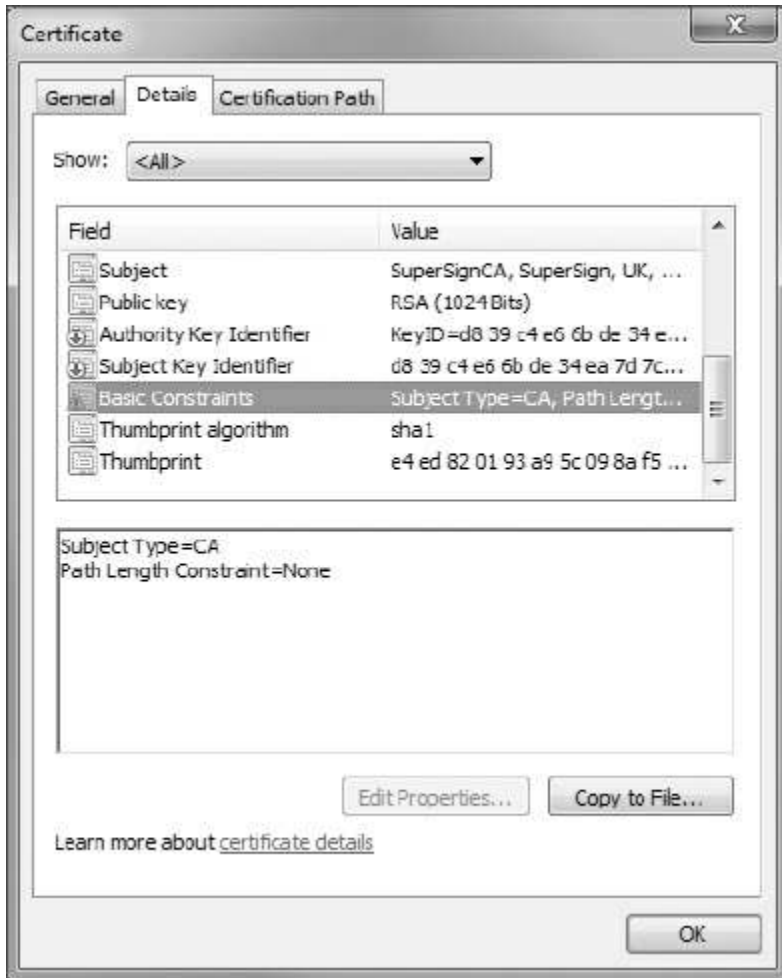 Certificate
General Details Certification Path
Show: <All>
Field Value
Subject SuperSignCA, SuperSign, UK, ...
Public key RSA (1024 Bits)
Authority Key Identifier KeyID=d8 39 c4 e6 6b de 34 e...
Subject Key Identifier d8 39 c4 e6 6b de 34 ea 7d 7c...
Basic Constraints Subject Type=CA, Path Lengt...
Thumbprint algorithm sha1
Thumbprint e4 ed 82 01 93 a9 5c 09 8a f5 ...
Subject Type=CA
Path Length Constraint=None
Edit Properties... Copy to File...
Learn more about certificate details
OK